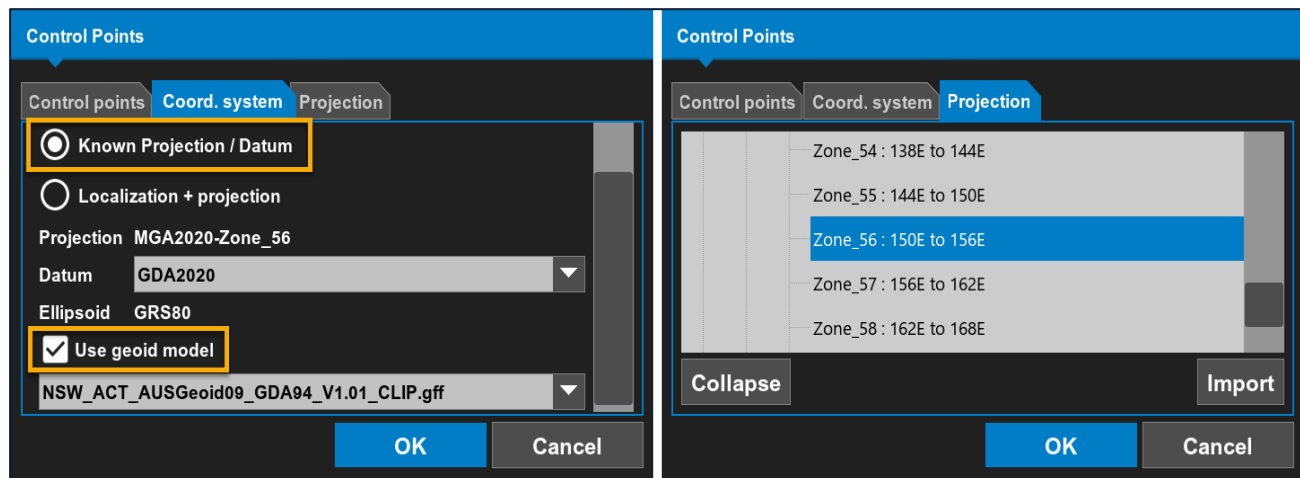 Control Points
Control points Coord. system Projection
Known Projection / Datum
Localization + projection
Projection MGA2020-Zone_56
Datum GDA2020
Ellipsoid GRS80
Use geoid model
NSW_ACT_AUSGeoid09_GDA94_V1.01_CLIP.gff
OK Cancel
Control Points
Control points Coord. system Projection
Zone_54 : 138E to 144E
Zone_55 : 144E to 150E
Zone_56 : 150E to 156E
Zone_57 : 156E to 162E
Zone_58 : 162E to 168E
Collapse Import
OK Cancel